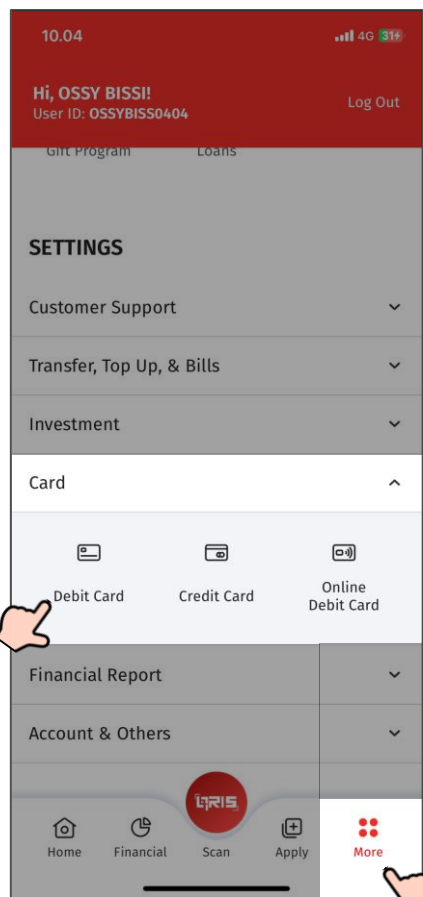 10.04
4G 31
Hi, OSSY BISSI!
User ID: OSSYBISS0404
Log Out
Gift Program Loans
SETTINGS
Customer Support
Transfer, Top Up, & Bills
Investment
Card
Debit Card
Credit Card
Online
Debit Card
Financial Report
Account & Others
QRIS
Home Financial Scan Apply More